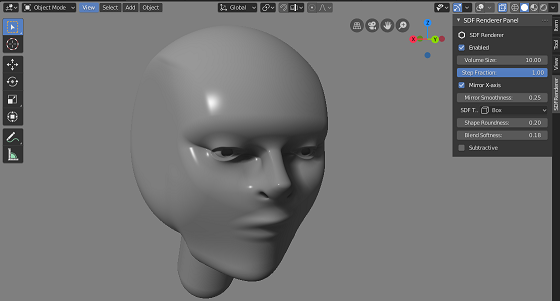 Object Mode View Select Add Object Global
SDF Renderer Panel
SDF Renderer
Enabled
Volume Size: 10.00
Step Fraction 1.00
Mirror X-axis
Mirror Smoothness: 0.25
SDF T... Box
Shape Roundness: 0.20
Blend Softness: 0.18
Subtractive
Z
X
Y
Item
Tool
View
SDF Renderer